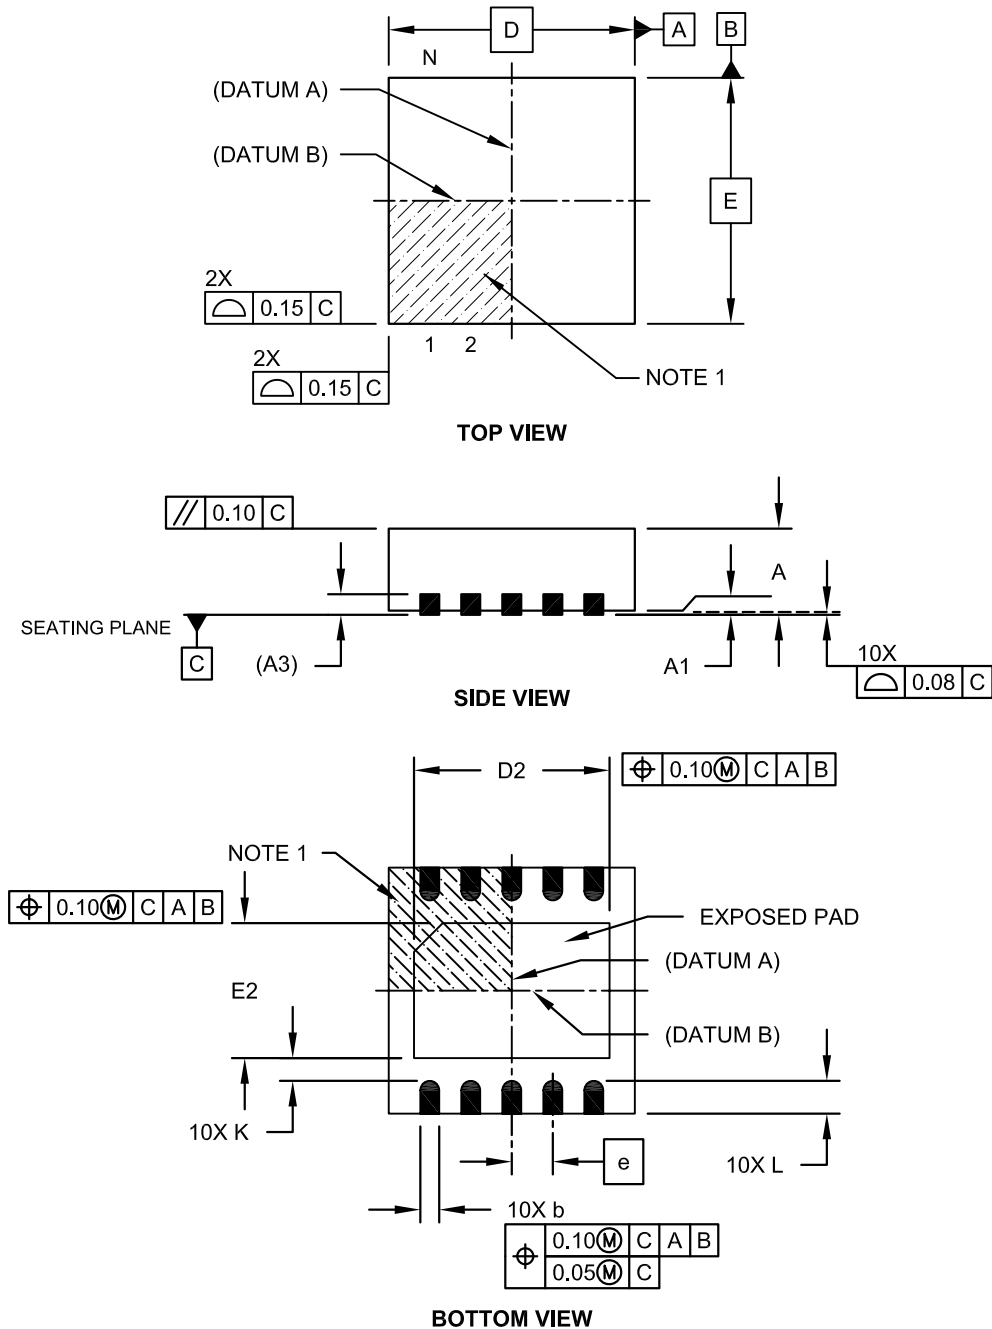 D
A
B
N
(DATUM A)
(DATUM B)
E
2X
0.15 C
1 2
2X
0.15 C
NOTE 1
TOP VIEW
// 0.10 C
A
SEATING PLANE
C
(A3)
A1
10X
0.08 C
SIDE VIEW
D2
0.10 Ⓜ C A B
NOTE 1
0.10 Ⓜ C A B
EXPOSED PAD
(DATUM A)
E2
(DATUM B)
10X K
e
10X L
10X b
0.10 Ⓜ C A B
0.05 Ⓜ C
BOTTOM VIEW